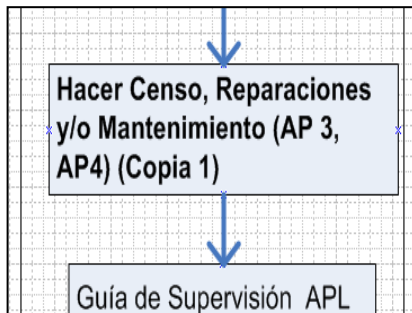 Hacer Censo, Reparaciones
y/o Mantenimiento (AP 3,
AP4) (Copia 1)
Guía de Supervisión APL